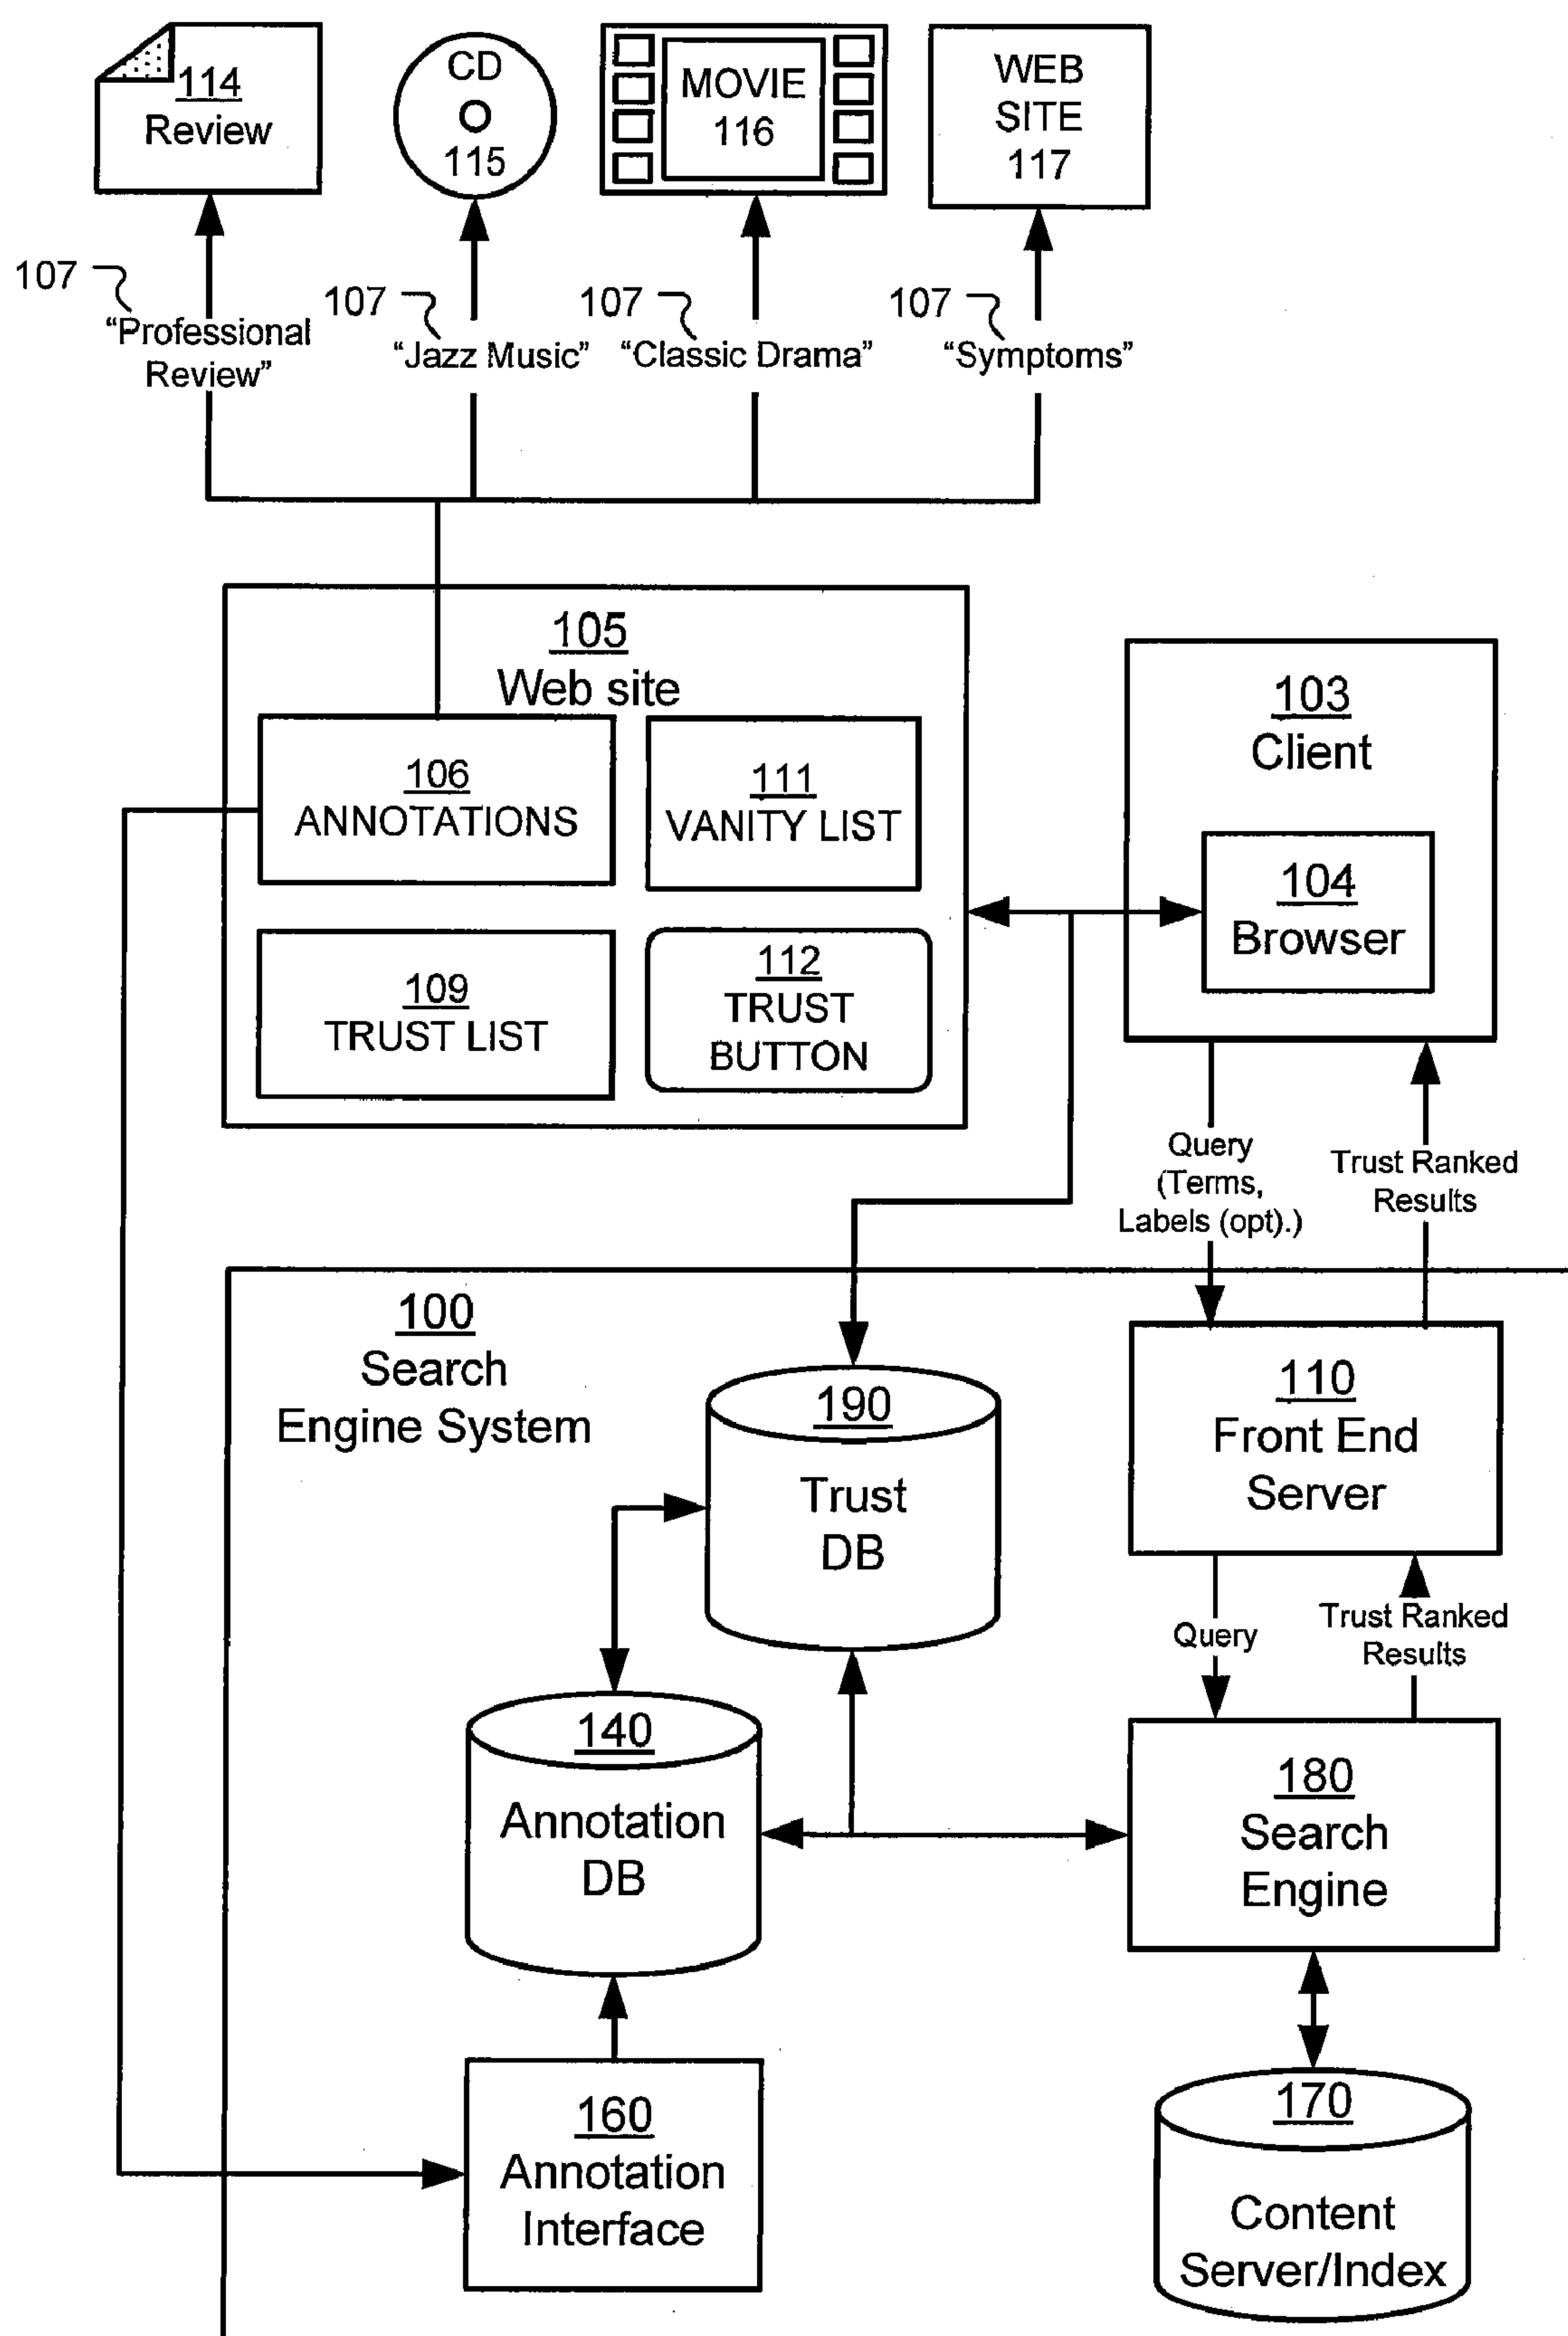 114
Review
CD
115
MOVIE
116
WEB
SITE
117
107
“Professional
Review”
107
“Jazz Music”
107
“Classic Drama”
107
“Symptoms”
105
Web site
106
ANNOTATIONS
111
VANITY LIST
109
TRUST LIST
112
TRUST
BUTTON
103
Client
104
Browser
Query
(Terms,
Labels (opt).)
Trust Ranked
Results
100
Search
Engine System
190
Trust
DB
110
Front End
Server
Query
Trust Ranked
Results
140
Annotation
DB
180
Search
Engine
160
Annotation
Interface
170
Content
Server/Index